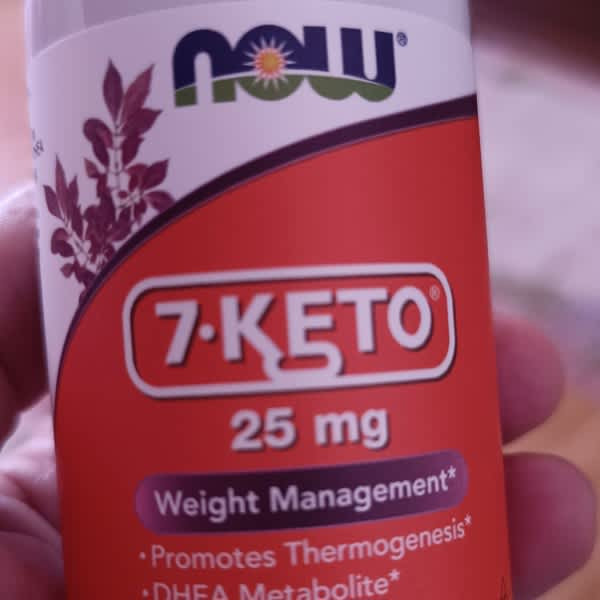 NOW®
7·KETO®
25 mg
Weight Management*
·Promotes Thermogenesis*
·DHEA Metabolite*